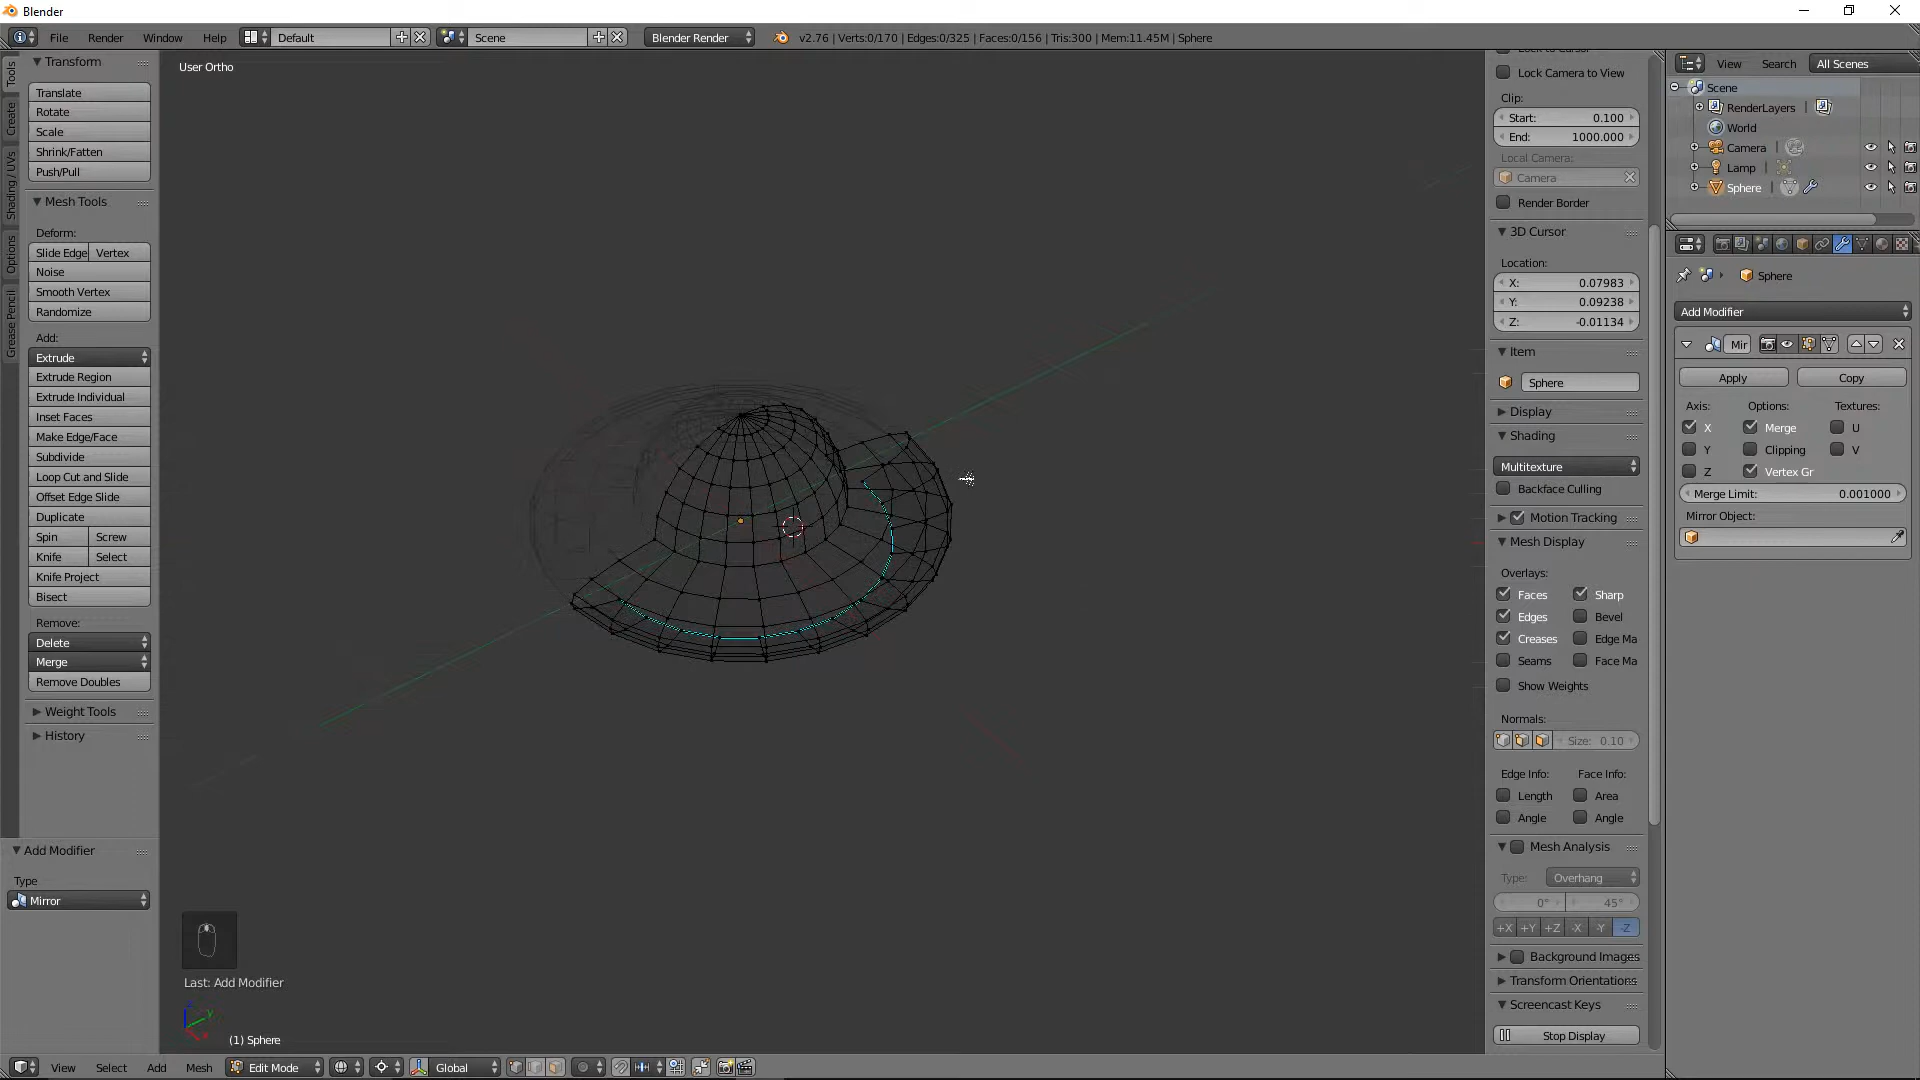 Blender
File Render Window Help Default Scene Blender Render v2.76 | Verts:0/170 | Edges:0/325 | Faces:0/156 | Tris:300 | Mem:11.45M | Sphere
Tools
Create
Shading / UVs
Options
Grease Pencil
Transform
Translate
Rotate
Scale
Shrink/Fatten
Push/Pull
Mesh Tools
Deform:
Slide Edge Vertex
Noise
Smooth Vertex
Randomize
Add:
Extrude
Extrude Region
Extrude Individual
Inset Faces
Make Edge/Face
Subdivide
Loop Cut and Slide
Offset Edge Slide
Duplicate
Spin Screw
Knife Select
Knife Project
Bisect
Remove:
Delete
Merge
Remove Doubles
Weight Tools
History
Add Modifier
Type
Mirror
User Ortho
Last: Add Modifier
(1) Sphere
View Select Add Mesh Edit Mode Global
Lock Camera to View
Clip:
Start: 0.100
End: 1000.000
Local Camera:
Camera
Render Border
3D Cursor
Location:
X: 0.07983
Y: 0.09238
Z: -0.01134
Item
Sphere
Display
Shading
Multitexture
Backface Culling
Motion Tracking
Mesh Display
Overlays:
Faces Sharp
Edges Bevel
Creases Edge Ma
Seams Face Ma
Show Weights
Normals:
Size: 0.10
Edge Info: Face Info:
Length Area
Angle Angle
Mesh Analysis
Type: Overhang
0° 45°
+X +Y +Z -X -Y -Z
Background Images
Transform Orientations
Screencast Keys
Stop Display
View Search All Scenes
Scene
RenderLayers
World
Camera
Lamp
Sphere
Sphere
Add Modifier
Mir
Apply Copy
Axis: Options: Textures:
X Merge U
Y Clipping V
Z Vertex Gr
Merge Limit: 0.001000
Mirror Object: